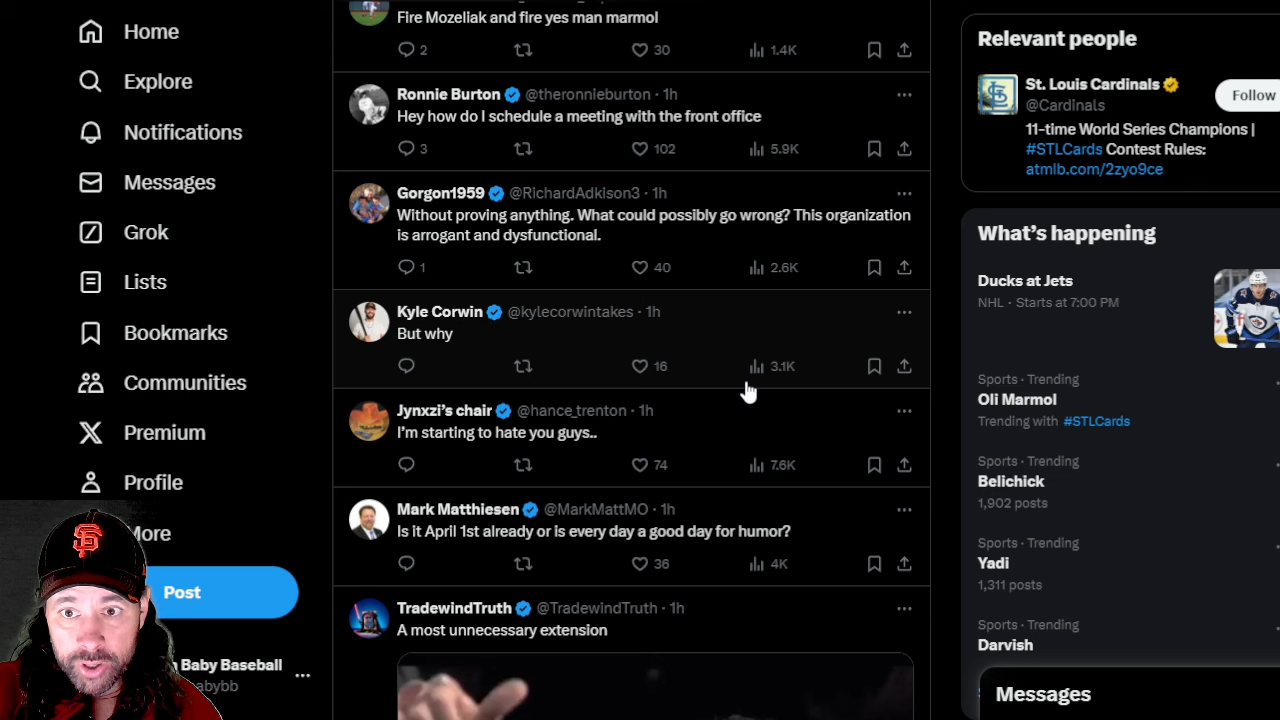 Home
Explore
Notifications
Messages
Grok
Lists
Bookmarks
Communities
Premium
Profile
More
Post
Baby Baseball
abybb
Fire Mozeliak and fire yes man marmol
2 30 1.4K
Ronnie Burton @theronnieburton · 1h
Hey how do I schedule a meeting with the front office
3 102 5.9K
Gorgon1959 @RichardAdkison3 · 1h
Without proving anything. What could possibly go wrong? This organization
is arrogant and dysfunctional.
1 40 2.6K
Kyle Corwin @kylecorwintakes · 1h
But why
16 3.1K
Jynxzi's chair @hance_trenton · 1h
I'm starting to hate you guys..
74 7.6K
Mark Matthiesen @MarkMattMO · 1h
Is it April 1st already or is every day a good day for humor?
36 4K
TradewindTruth @TradewindTruth · 1h
A most unnecessary extension
Relevant people
St. Louis Cardinals
@Cardinals
Follow
11-time World Series Champions |
#STLCards Contest Rules:
atmlb.com/2zyo9ce
What's happening
Ducks at Jets
NHL · Starts at 7:00 PM
Sports · Trending
Oli Marmol
Trending with #STLCards
Sports · Trending
Belichick
1,902 posts
Sports · Trending
Yadi
1,311 posts
Sports · Trending
Darvish
Messages